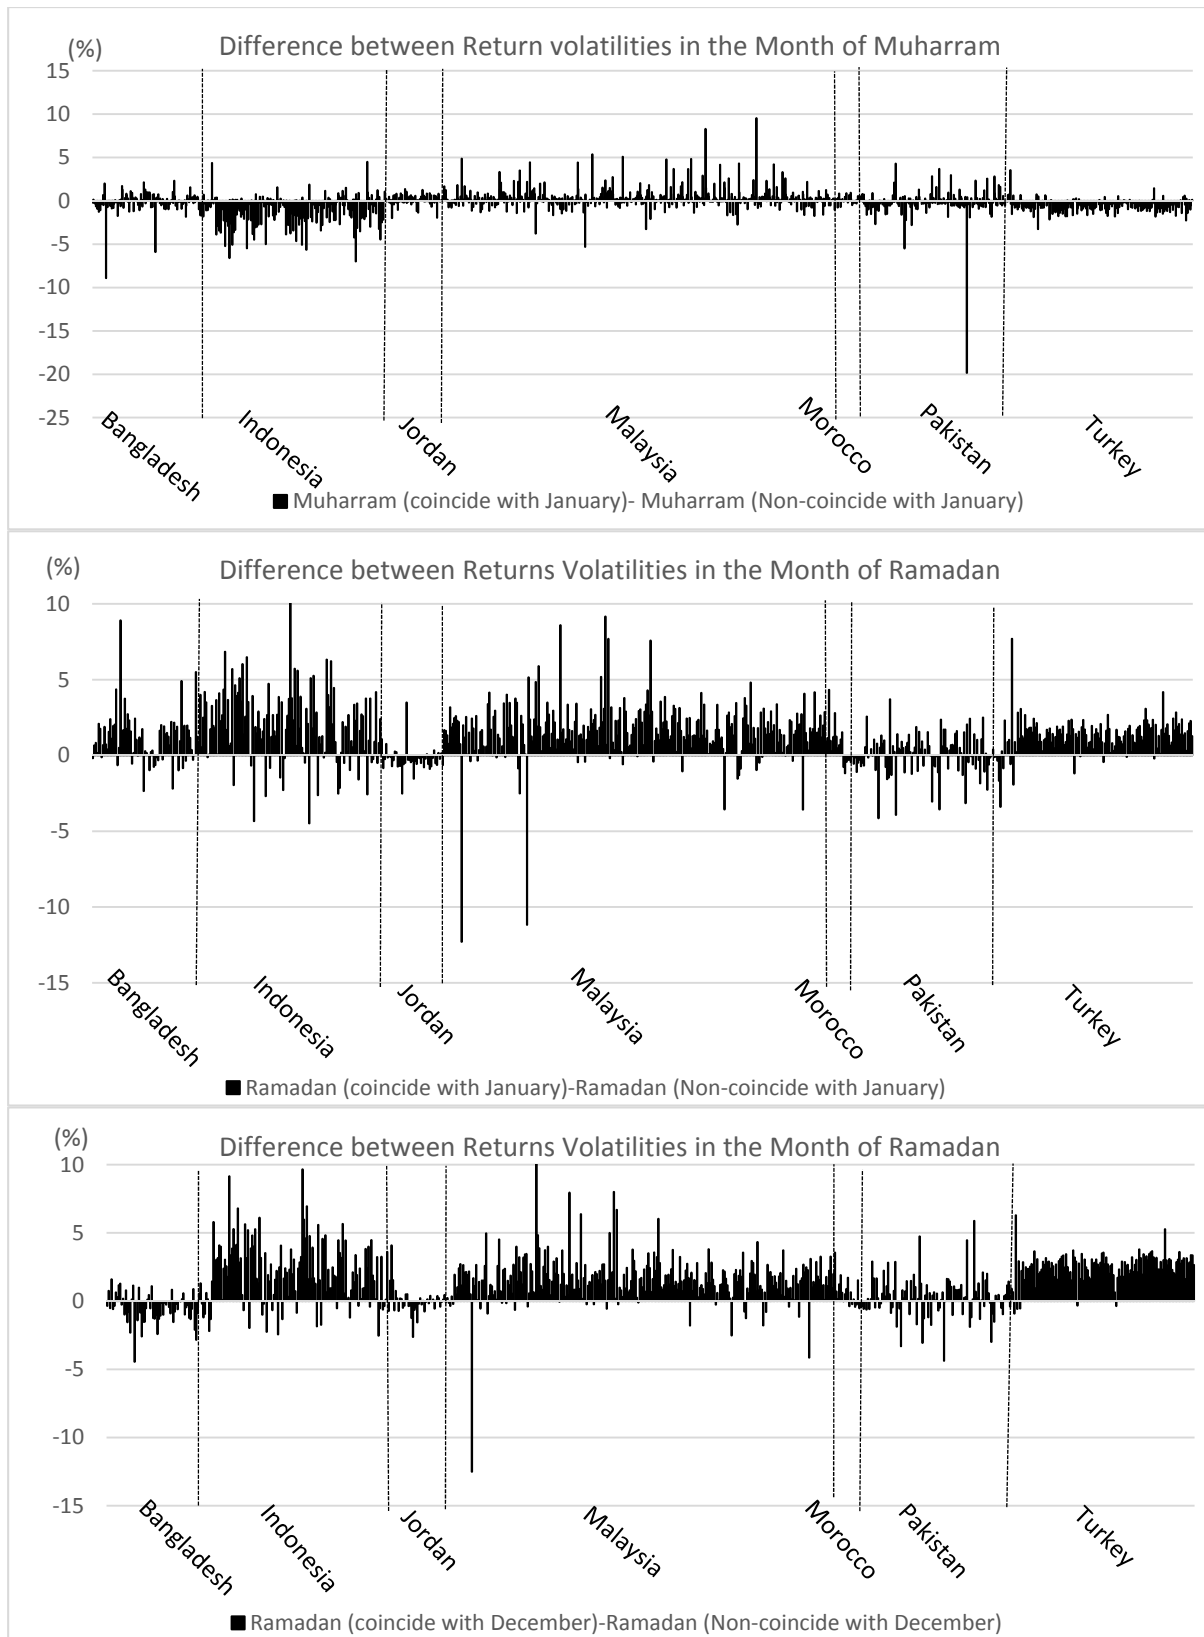 (%)
Difference between Return volatilities in the Month of Muharram
15
10
5
0
-5
-10
-15
-20
-25
Bangladesh
Indonesia
Jordan
Malaysia
Morocco
Pakistan
Turkey
Muharram (coincide with January)- Muharram (Non-coincide with January)
(%)
Difference between Returns Volatilities in the Month of Ramadan
10
5
0
-5
-10
-15
Bangladesh
Indonesia
Jordan
Malaysia
Morocco
Pakistan
Turkey
Ramadan (coincide with January)-Ramadan (Non-coincide with January)
(%)
Difference between Returns Volatilities in the Month of Ramadan
10
5
0
-5
-10
-15
Bangladesh
Indonesia
Jordan
Malaysia
Morocco
Pakistan
Turkey
Ramadan (coincide with December)-Ramadan (Non-coincide with December)